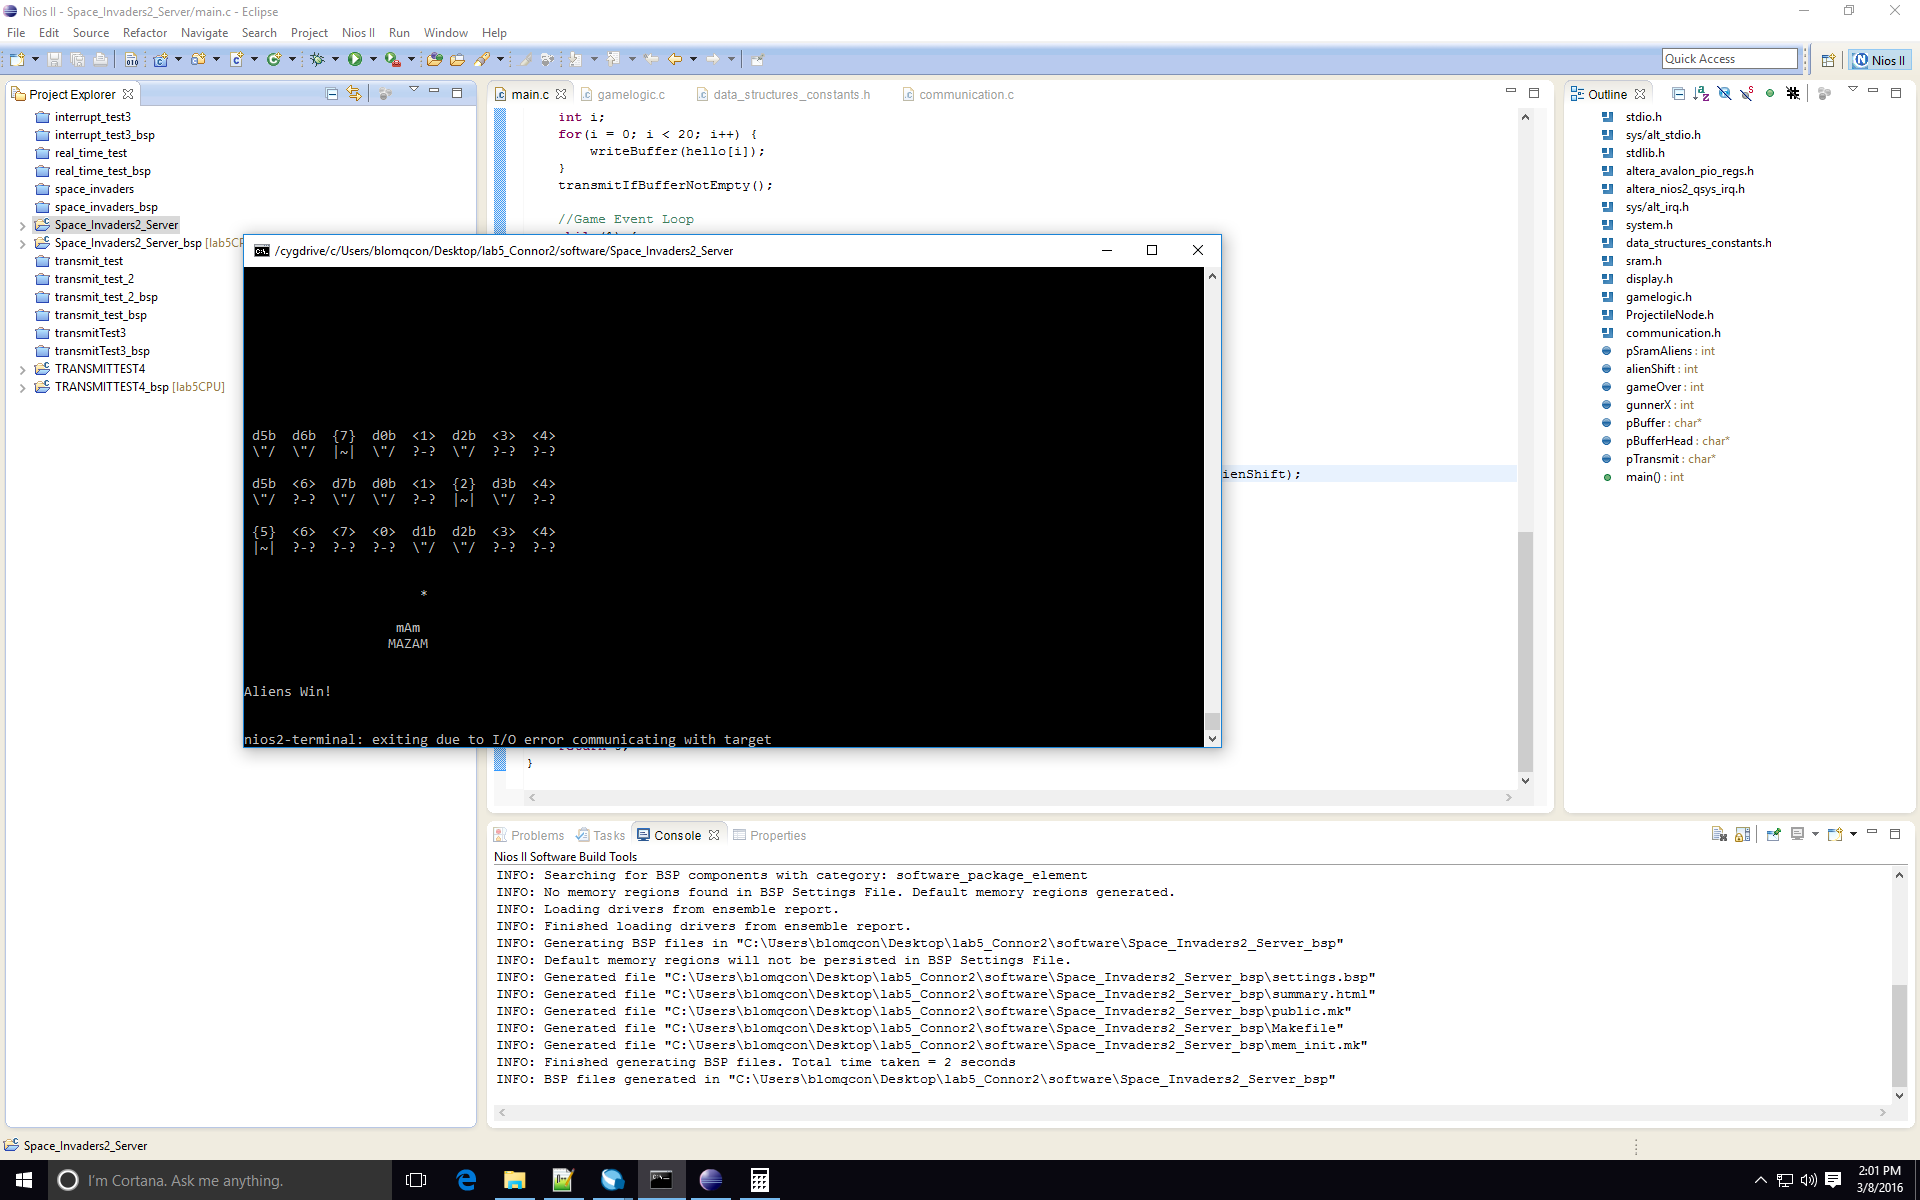 Nios II - Space_Invaders2_Server/main.c - Eclipse
File Edit Source Refactor Navigate Search Project Nios II Run Window Help
Quick Access
Nios II
Project Explorer
interrupt_test3
interrupt_test3_bsp
real_time_test
real_time_test_bsp
space_invaders
space_invaders_bsp
Space_Invaders2_Server
Space_Invaders2_Server_bsp [lab5CP
transmit_test
transmit_test_2
transmit_test_2_bsp
transmit_test_bsp
transmitTest3
transmitTest3_bsp
TRANSMITTEST4
TRANSMITTEST4_bsp [lab5CPU]
main.c gamelogic.c data_structures_constants.h communication.c
int i;
for(i = 0; i < 20; i++) {
writeBuffer(hello[i]);
}
transmitIfBufferNotEmpty();
//Game Event Loop
ienShift);
}
/cygdrive/c/Users/blomqcon/Desktop/lab5_Connor2/software/Space_Invaders2_Server
d5b d6b {7} d0b <1> d2b <3> <4>
\"/ \"/ |~| \"/ ?-? \"/ ?-? ?-?
d5b <6> d7b d0b <1> {2} d3b <4>
\"/ ?-? \"/ \"/ ?-? |~| \"/ ?-?
{5} <6> <7> <0> d1b d2b <3> <4>
|~| ?-? ?-? ?-? \"/ \"/ ?-? ?-?
*
mAm
MAZAM
Aliens Win!
nios2-terminal: exiting due to I/O error communicating with target
Outline
stdio.h
sys/alt_stdio.h
stdlib.h
altera_avalon_pio_regs.h
altera_nios2_qsys_irq.h
sys/alt_irq.h
system.h
data_structures_constants.h
sram.h
display.h
gamelogic.h
ProjectileNode.h
communication.h
pSramAliens : int
alienShift : int
gameOver : int
gunnerX : int
pBuffer : char*
pBufferHead : char*
pTransmit : char*
main() : int
Problems Tasks Console Properties
Nios II Software Build Tools
INFO: Searching for BSP components with category: software_package_element
INFO: No memory regions found in BSP Settings File. Default memory regions generated.
INFO: Loading drivers from ensemble report.
INFO: Finished loading drivers from ensemble report.
INFO: Generating BSP files in "C:\Users\blomqcon\Desktop\lab5_Connor2\software\Space_Invaders2_Server_bsp"
INFO: Default memory regions will not be persisted in BSP Settings File.
INFO: Generated file "C:\Users\blomqcon\Desktop\lab5_Connor2\software\Space_Invaders2_Server_bsp\settings.bsp"
INFO: Generated file "C:\Users\blomqcon\Desktop\lab5_Connor2\software\Space_Invaders2_Server_bsp\summary.html"
INFO: Generated file "C:\Users\blomqcon\Desktop\lab5_Connor2\software\Space_Invaders2_Server_bsp\public.mk"
INFO: Generated file "C:\Users\blomqcon\Desktop\lab5_Connor2\software\Space_Invaders2_Server_bsp\Makefile"
INFO: Generated file "C:\Users\blomqcon\Desktop\lab5_Connor2\software\Space_Invaders2_Server_bsp\mem_init.mk"
INFO: Finished generating BSP files. Total time taken = 2 seconds
INFO: BSP files generated in "C:\Users\blomqcon\Desktop\lab5_Connor2\software\Space_Invaders2_Server_bsp"
Space_Invaders2_Server
I'm Cortana. Ask me anything.
2:01 PM
3/8/2016